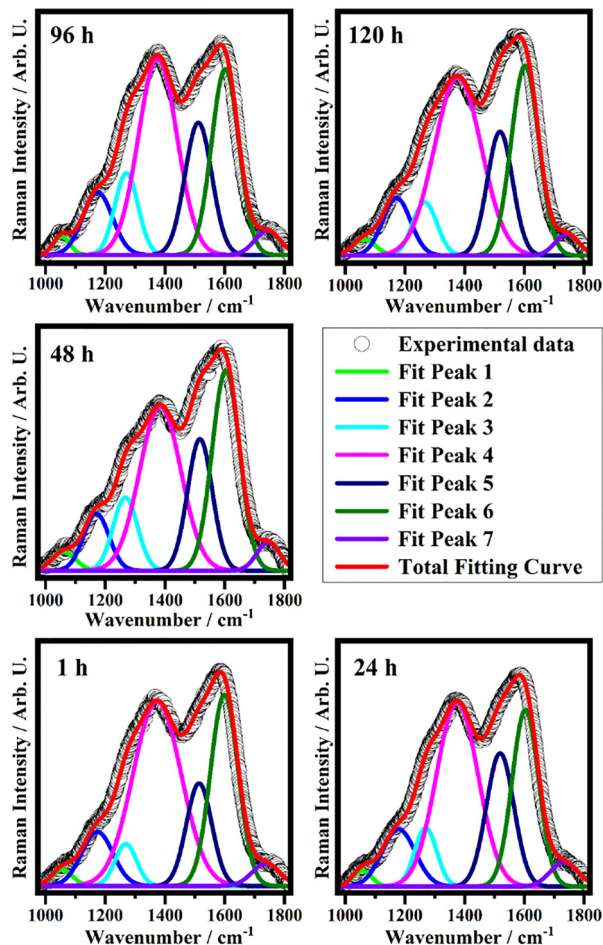 96 h
Raman Intensity / Arb. U.
1000 1200 1400 1600 1800
Wavenumber / cm-1
120 h
Raman Intensity / Arb. U.
1000 1200 1400 1600 1800
Wavenumber / cm-1
48 h
Raman Intensity / Arb. U.
1000 1200 1400 1600 1800
Wavenumber / cm-1
Experimental data
Fit Peak 1
Fit Peak 2
Fit Peak 3
Fit Peak 4
Fit Peak 5
Fit Peak 6
Fit Peak 7
Total Fitting Curve
1 h
Raman Intensity / Arb. U.
1000 1200 1400 1600 1800
Wavenumber / cm-1
24 h
Raman Intensity / Arb. U.
1000 1200 1400 1600 1800
Wavenumber / cm-1